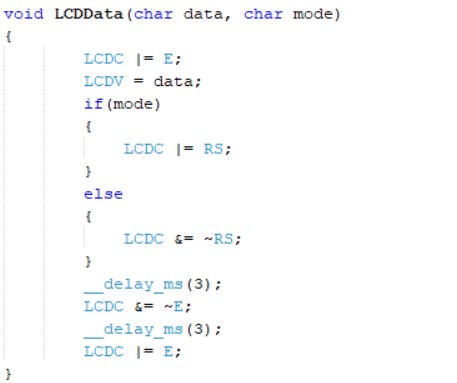 void LCDData(char data, char mode)
{
LCDC |= E;
LCDV = data;
if(mode)
{
LCDC |= RS;
}
else
{
LCDC &= ~RS;
}
__delay_ms(3);
LCDC &= ~E;
__delay_ms(3);
LCDC |= E;
}